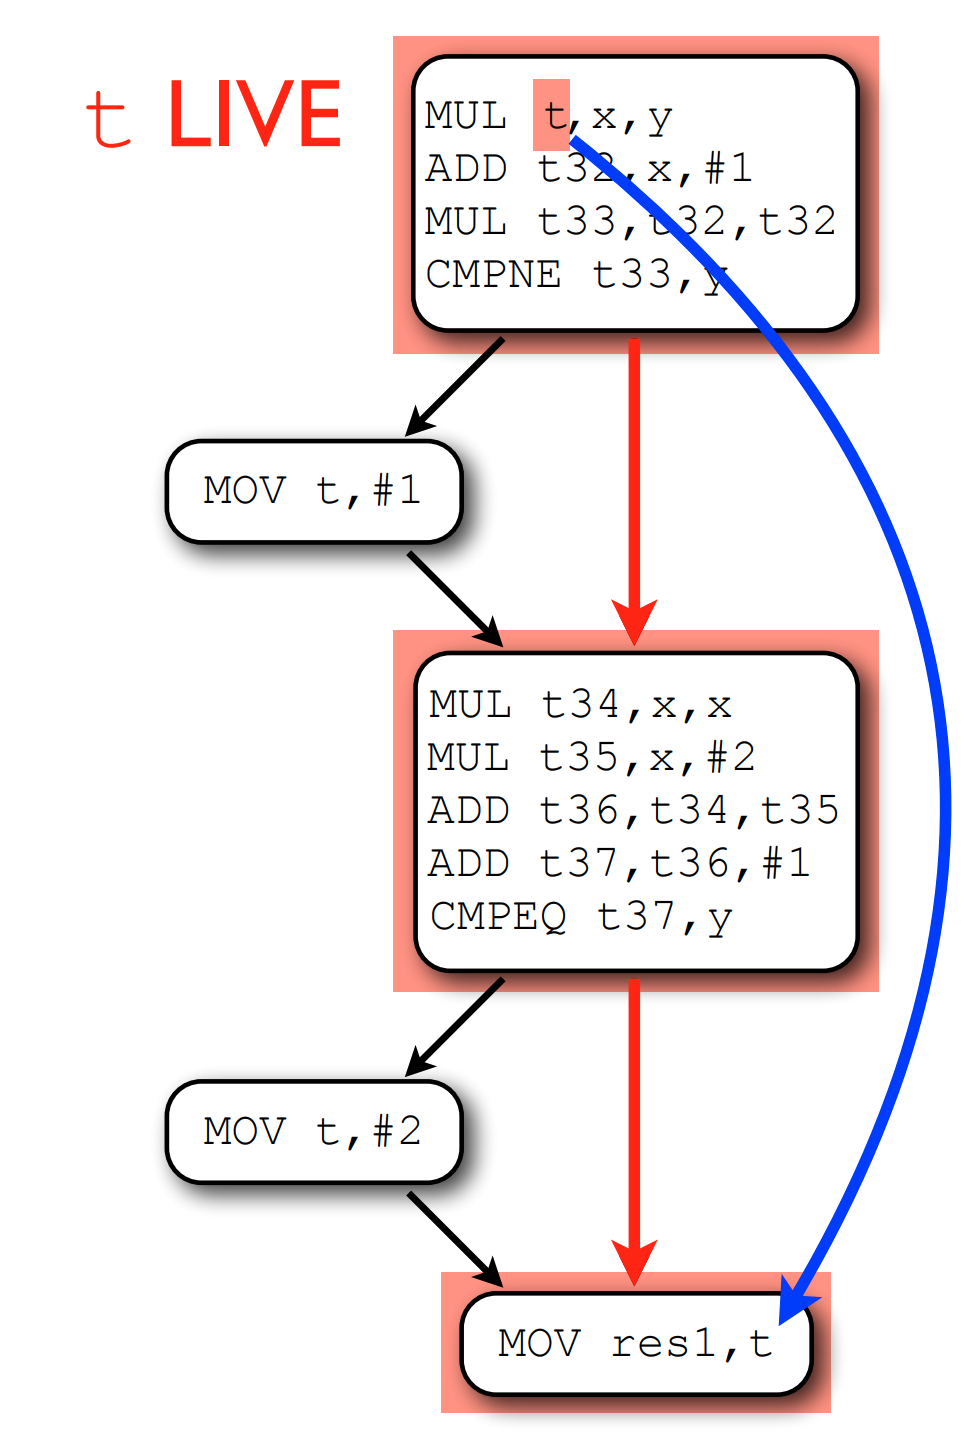 t LIVE
MUL t,x,y
ADD t32,x,#1
MUL t33,t32,t32
CMPNE t33,y
MOV t,#1
MUL t34,x,x
MUL t35,x,#2
ADD t36,t34,t35
ADD t37,t36,#1
CMPEQ t37,y
MOV t,#2
MOV res1,t